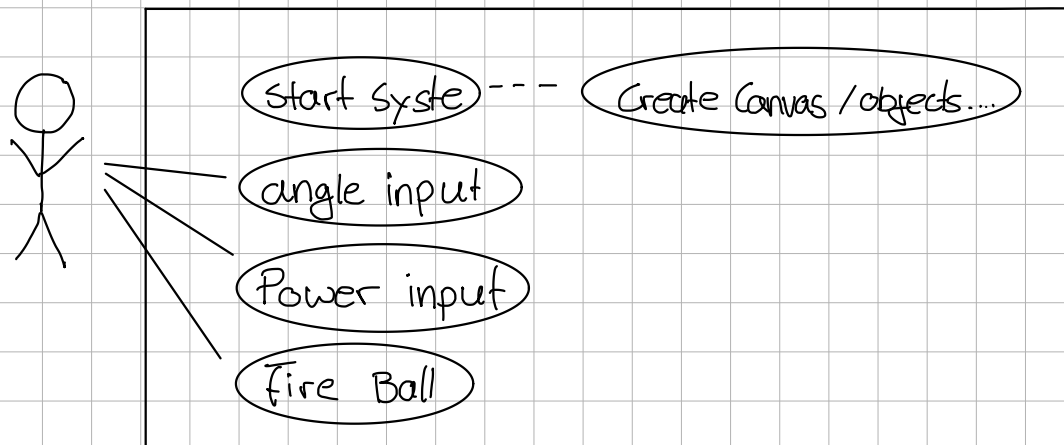 Start Syste
Create Canvas / objects....
angle input
Power input
Fire Ball